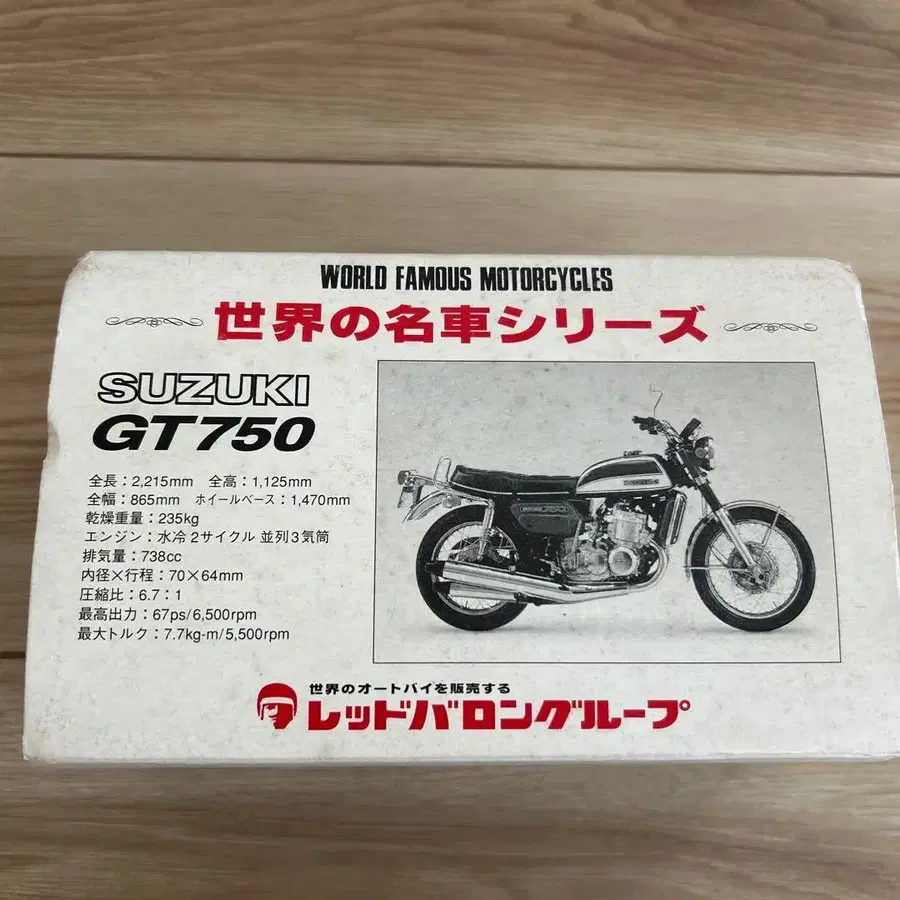 WORLD FAMOUS MOTORCYCLES
世界の名車シリーズ
SUZUKI
GT750
全長：2,215mm 全高：1,125mm
全幅：865mm ホイールベース：1,470mm
乾燥重量：235kg
エンジン：水冷2サイクル 並列3気筒
排気量：738cc
内径×行程：70×64mm
圧縮比：6.7：1
最高出力：67ps/6,500rpm
最大トルク：7.7kg-m/5,500rpm
SUZUKI
世界のオートバイを販売する
レッドバロングループ